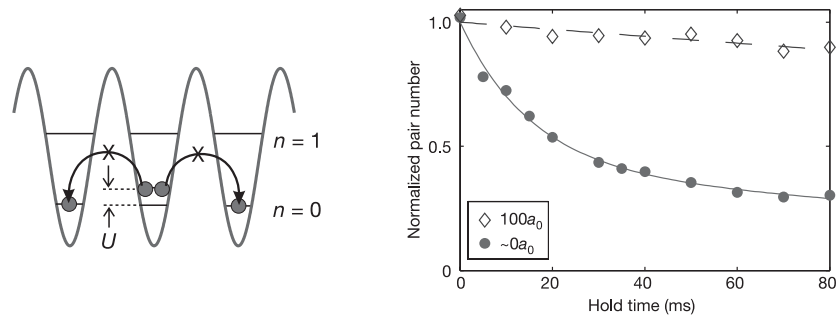 n = 1
n = 0
U
Normalized pair number
1.0
0.5
0
100a₀
~0a₀
0 20 40 60 80
Hold time (ms)